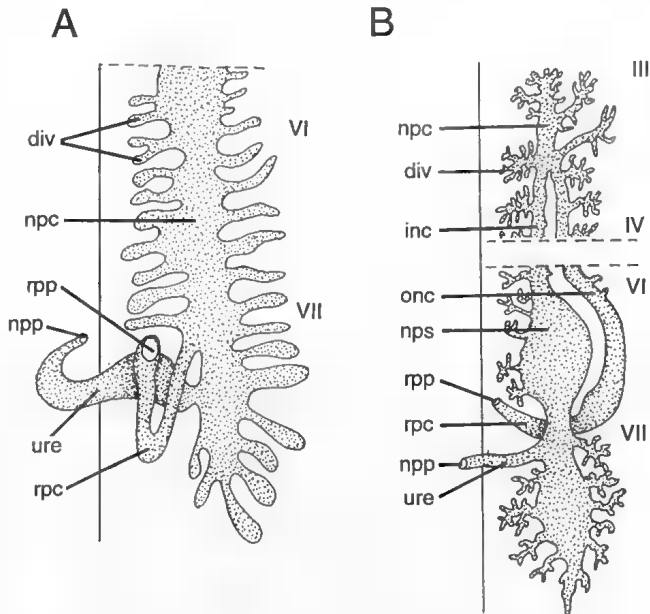 A
div
npc
rpp
npp
ure
rpc
VI
VII
B
npc
div
inc
onc
nps
rpp
rpc
npp
ure
III
IV
VI
VII